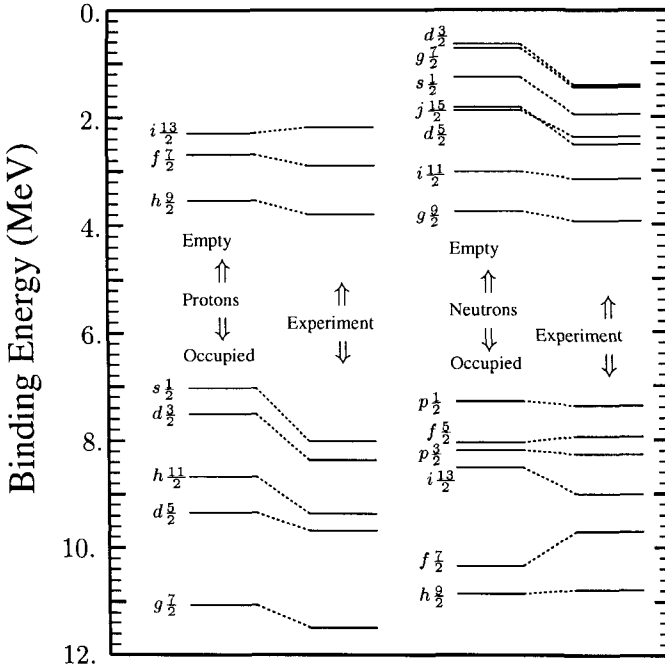 Binding Energy (MeV)
0.
2.
4.
6.
8.
10.
12.
i 13/2
f 7/2
h 9/2
Empty
⇑
Protons
⇓
Occupied
⇑
Experiment
⇓
s 1/2
d 3/2
h 11/2
d 5/2
g 7/2
d 3/2
g 7/2
s 1/2
j 15/2
d 5/2
i 11/2
g 9/2
Empty
⇑
Neutrons
⇓
Occupied
⇑
Experiment
⇓
p 1/2
f 5/2
p 3/2
i 13/2
f 7/2
h 9/2